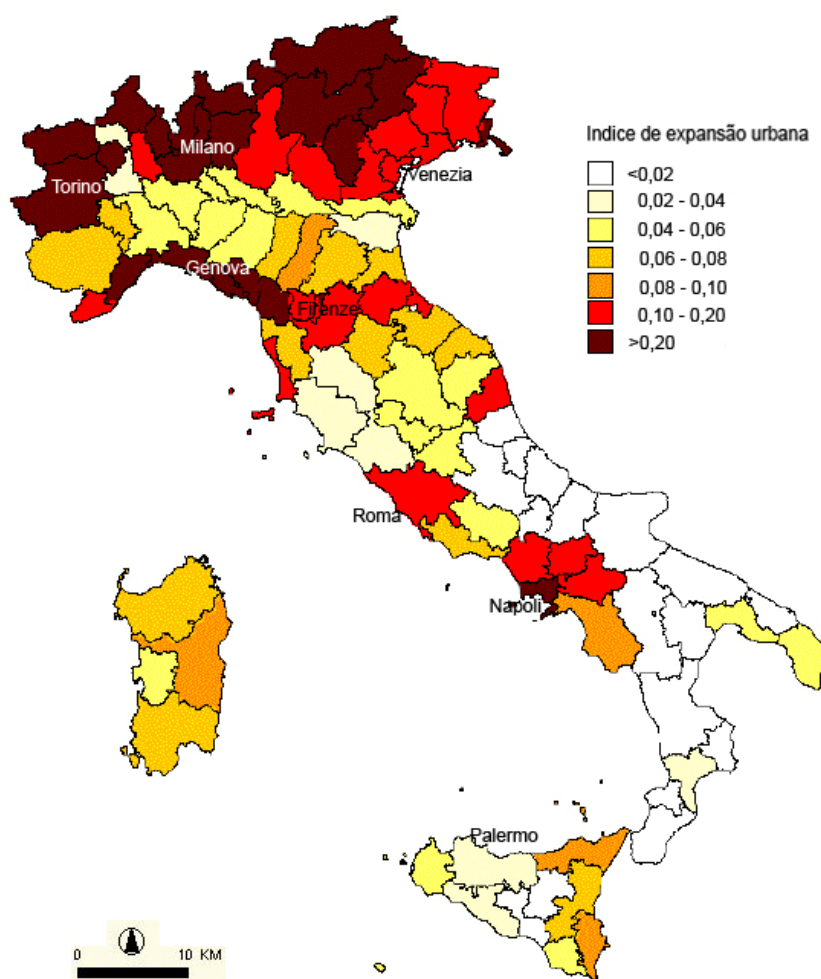 Milano
Torino
Venezia
Genova
Firenze
Roma
Napoli
Palermo
Indice de expansão urbana
<0,02
0,02 - 0,04
0,04 - 0,06
0,06 - 0,08
0,08 - 0,10
0,10 - 0,20
>0,20
0 10 KM